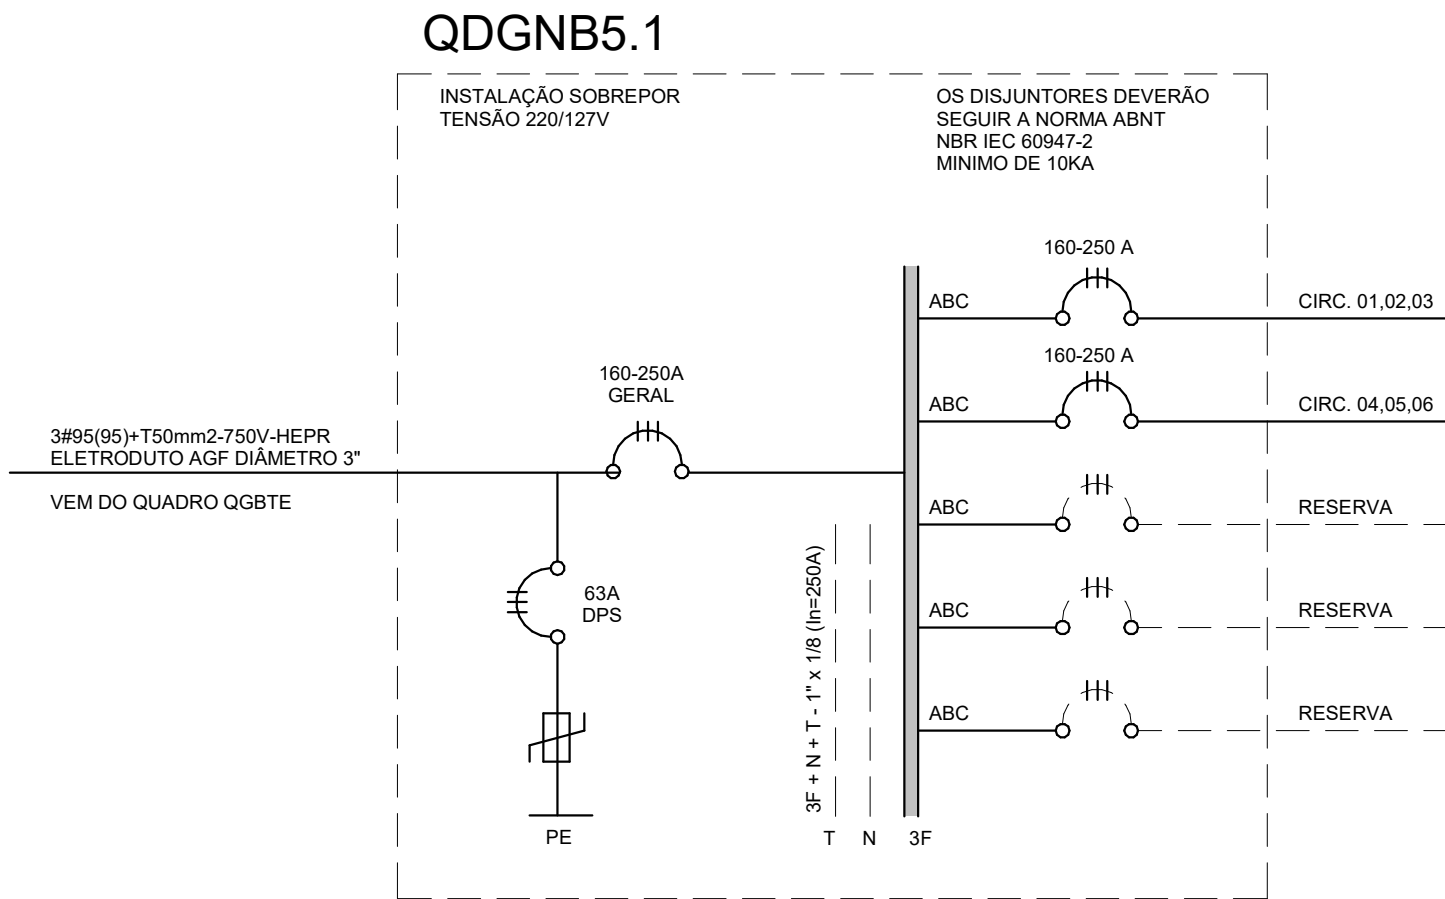 QDGNB5.1
INSTALAÇÃO SOBREPOR
TENSÃO 220/127V
OS DISJUNTORES DEVERÃO
SEGUIR A NORMA ABNT
NBR IEC 60947-2
MINIMO DE 10KA
160-250 A
ABC
CIRC. 01,02,03
160-250 A
ABC
CIRC. 04,05,06
160-250A
GERAL
3#95(95)+T50mm2-750V-HEPR
ELETRODUTO AGF DIÂMETRO 3"
VEM DO QUADRO QGBTE
ABC
RESERVA
63A
DPS
ABC
RESERVA
ABC
RESERVA
3F + N + T - 1" x 1/8 (In=250A)
PE
T
N
3F